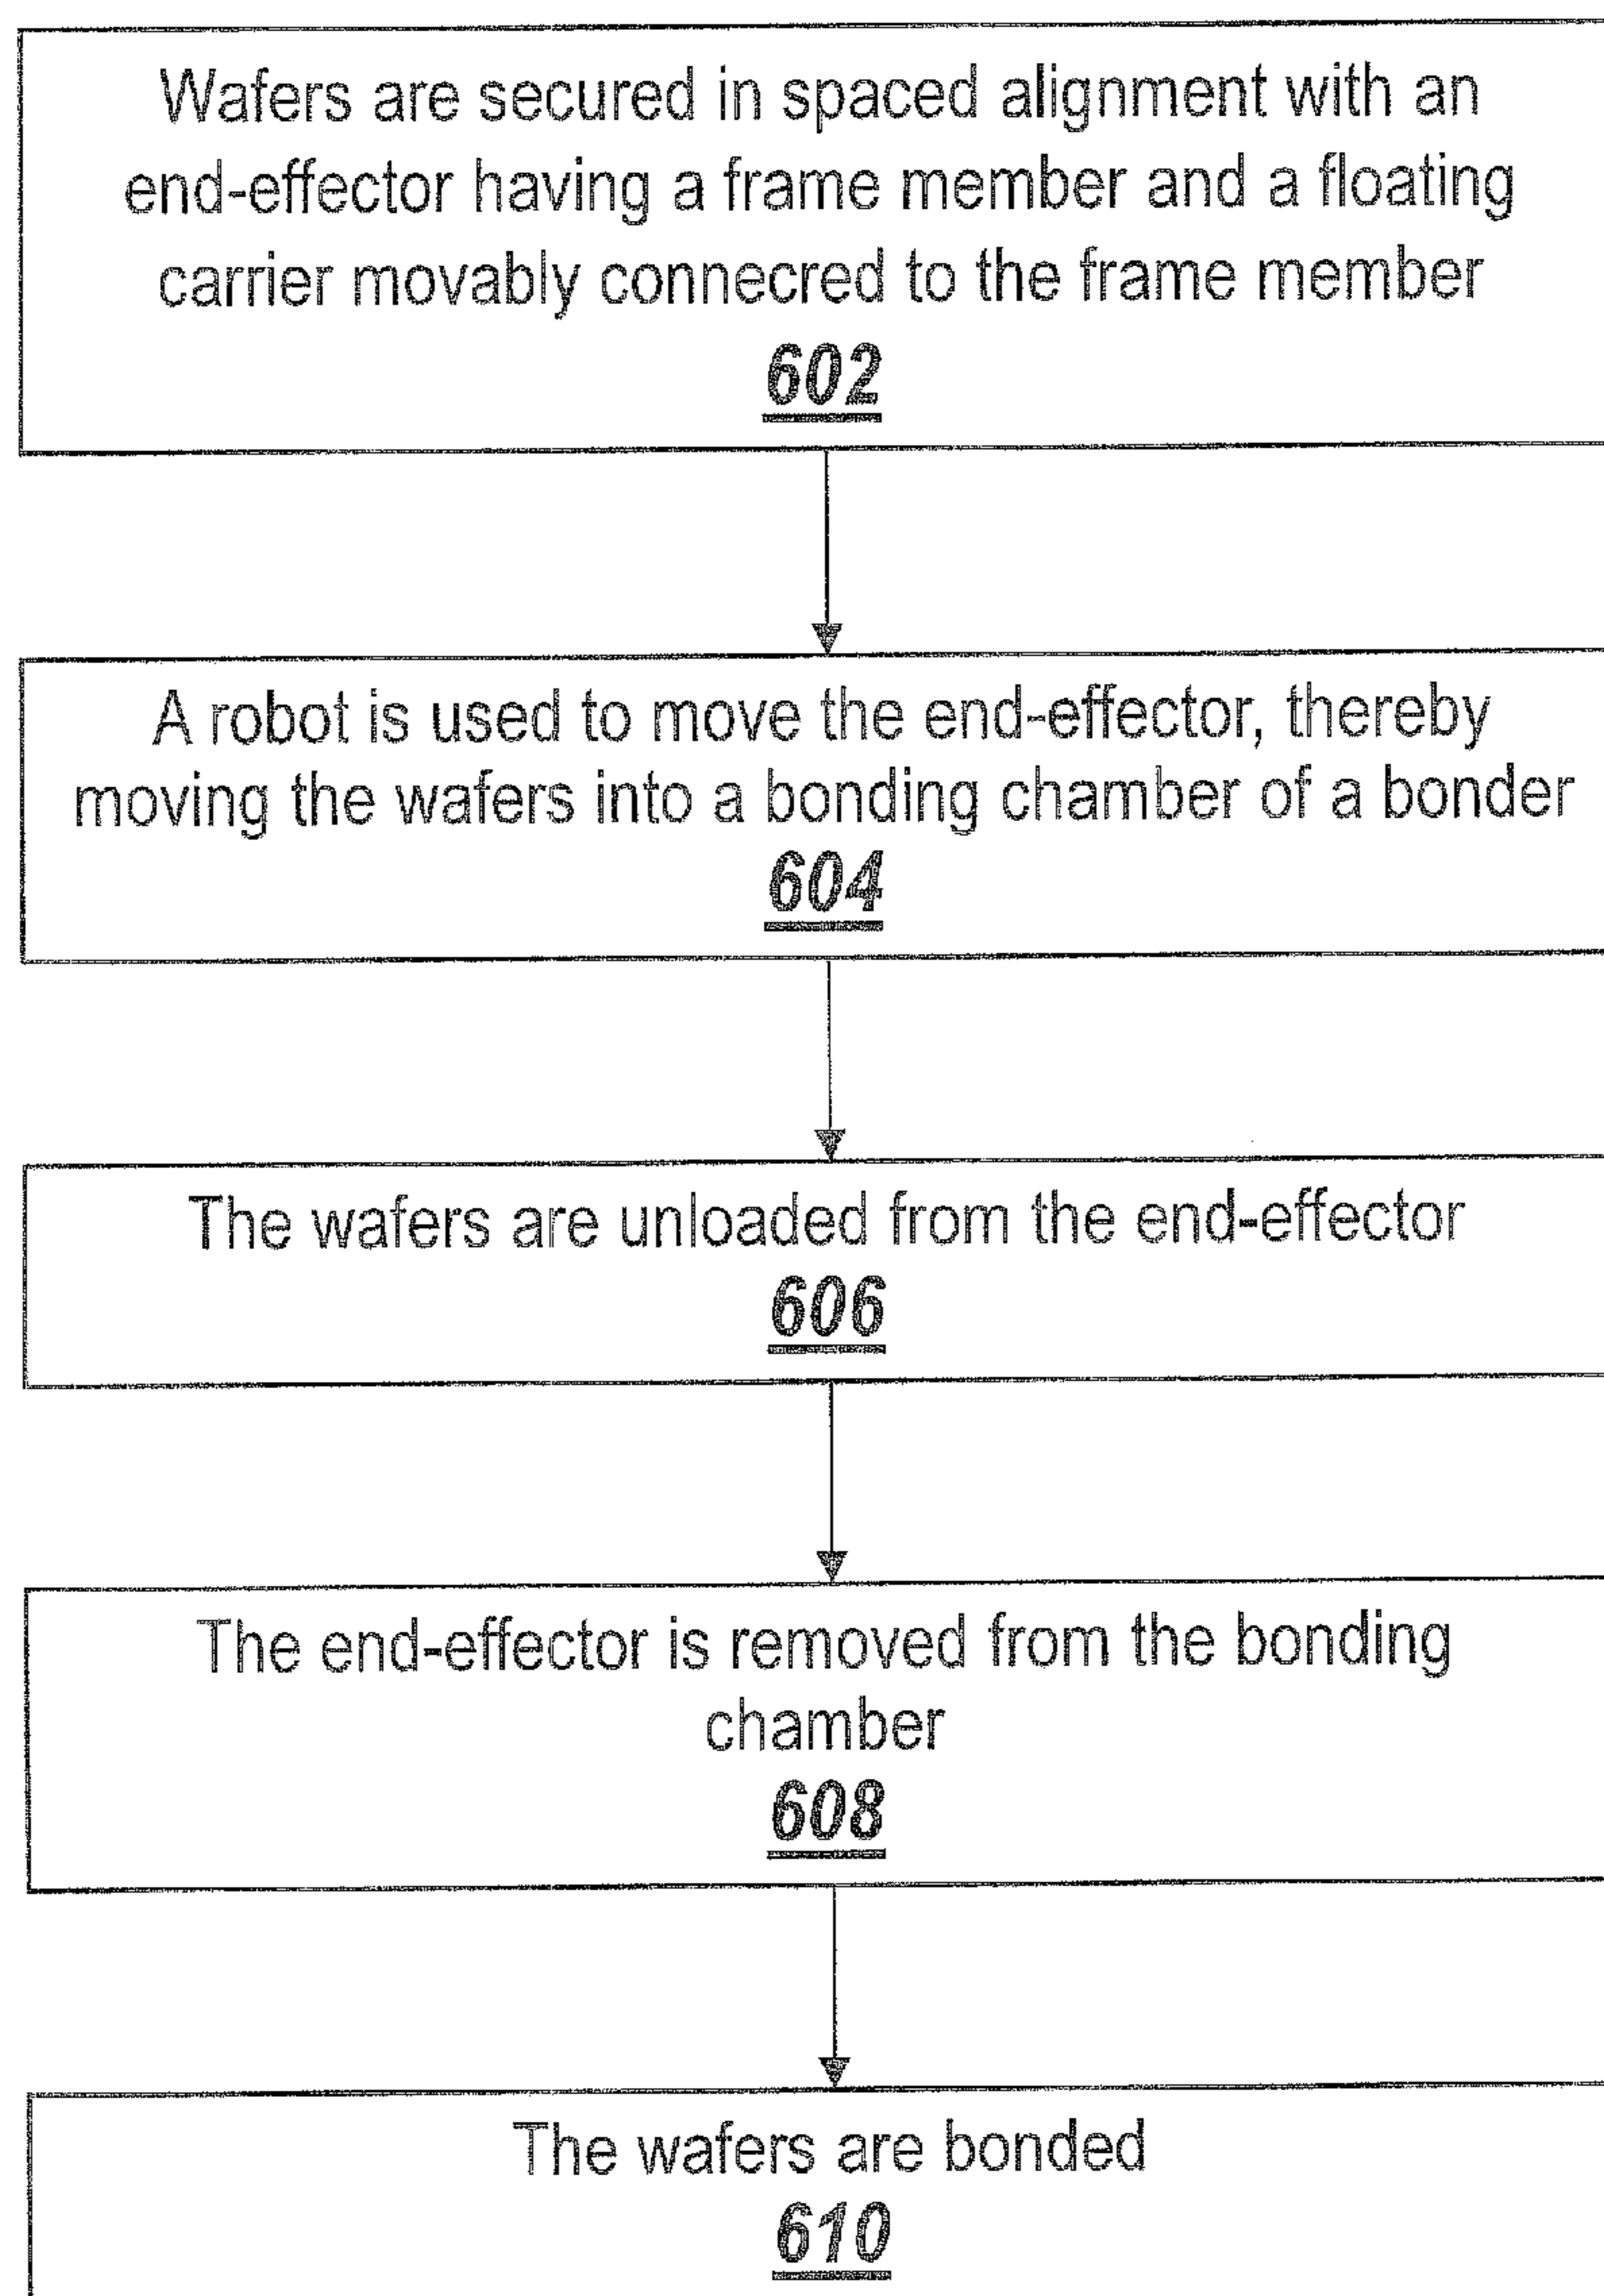 Wafers are secured in spaced alignment with an
end-effector having a frame member and a floating
carrier movably connecred to the frame member
602
A robot is used to move the end-effector, thereby
moving the wafers into a bonding chamber of a bonder
604
The wafers are unloaded from the end-effector
606
The end-effector is removed from the bonding
chamber
608
The wafers are bonded
610